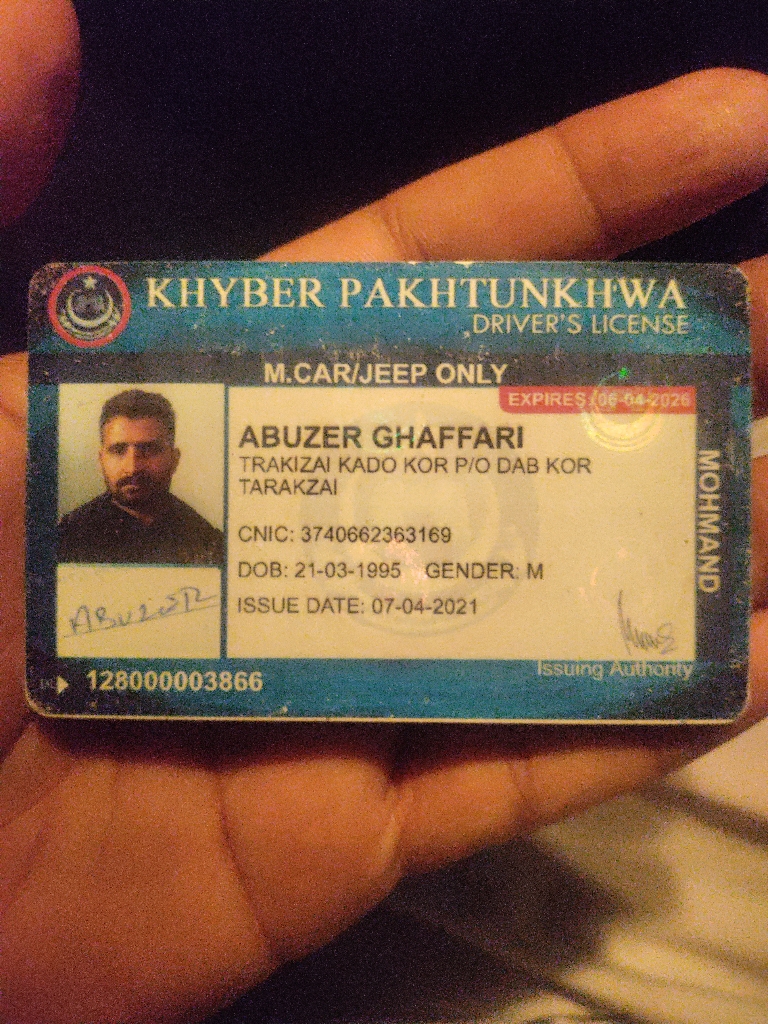 KHYBER PAKHTUNKHWA
DRIVER'S LICENSE
M.CAR/JEEP ONLY
EXPIRES: 06-04-2026
ABUZER GHAFFARI
TRAKIZAI KADO KOR P/O DAB KOR
TARAKZAI
CNIC: 3740662363169
DOB: 21-03-1995 GENDER: M
ISSUE DATE: 07-04-2021
MOHMAND
ABUZER
Issuing Authority
128000003866